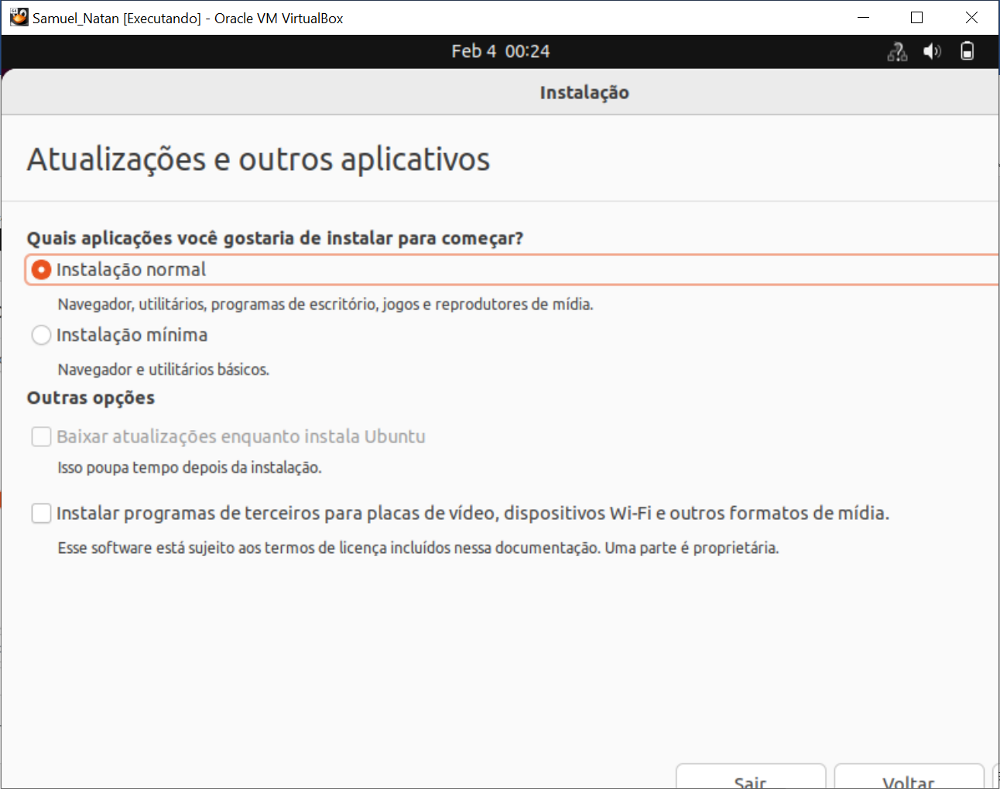 Samuel_Natan [Executando] - Oracle VM VirtualBox
Feb 4 00:24
Instalação
Atualizações e outros aplicativos
Quais aplicações você gostaria de instalar para começar?
Instalação normal
Navegador, utilitários, programas de escritório, jogos e reprodutores de mídia.
Instalação mínima
Navegador e utilitários básicos.
Outras opções
Baixar atualizações enquanto instala Ubuntu
Isso poupa tempo depois da instalação.
Instalar programas de terceiros para placas de vídeo, dispositivos Wi-Fi e outros formatos de mídia.
Esse software está sujeito aos termos de licença incluídos nessa documentação. Uma parte é proprietária.
Sair Voltar